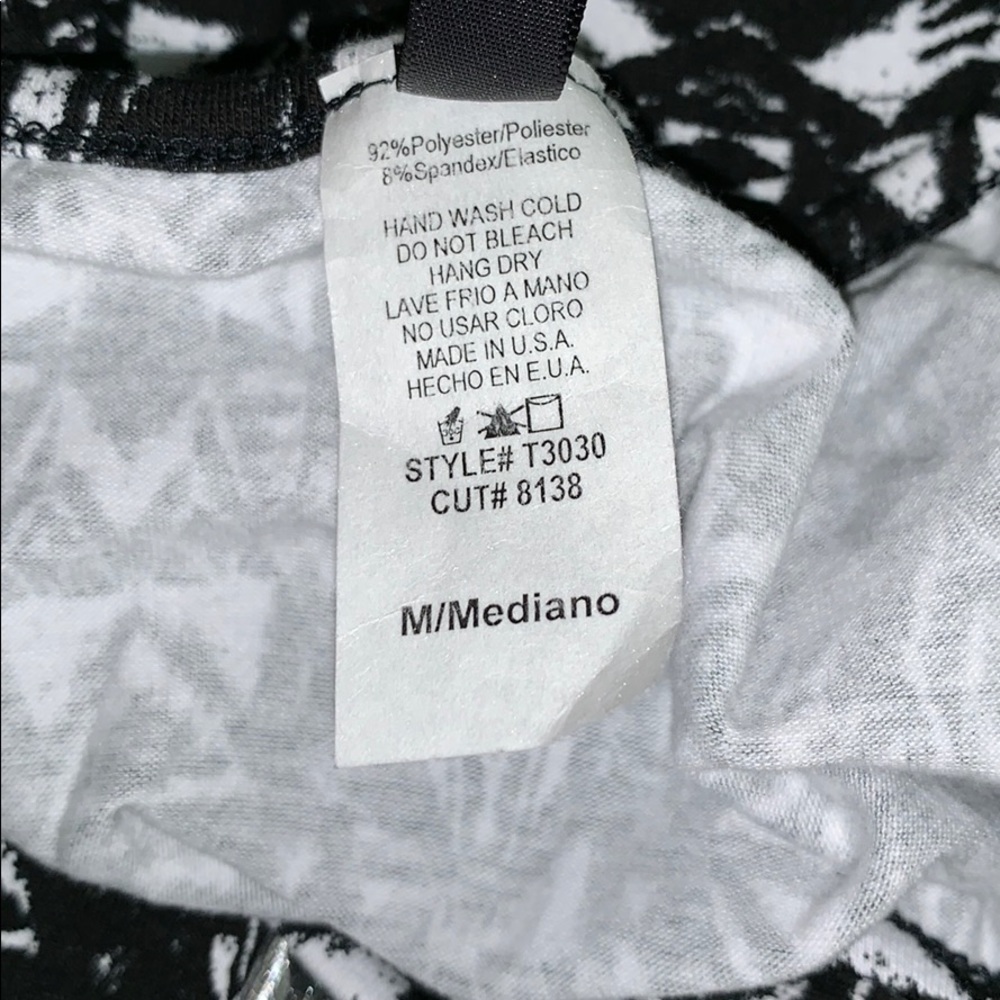 92%Polyester/Poliester
8%Spandex/Elastico
HAND WASH COLD
DO NOT BLEACH
HANG DRY
LAVE FRIO A MANO
NO USAR CLORO
MADE IN U.S.A.
HECHO EN E.U.A.
STYLE# T3030
CUT# 8138
M/Mediano